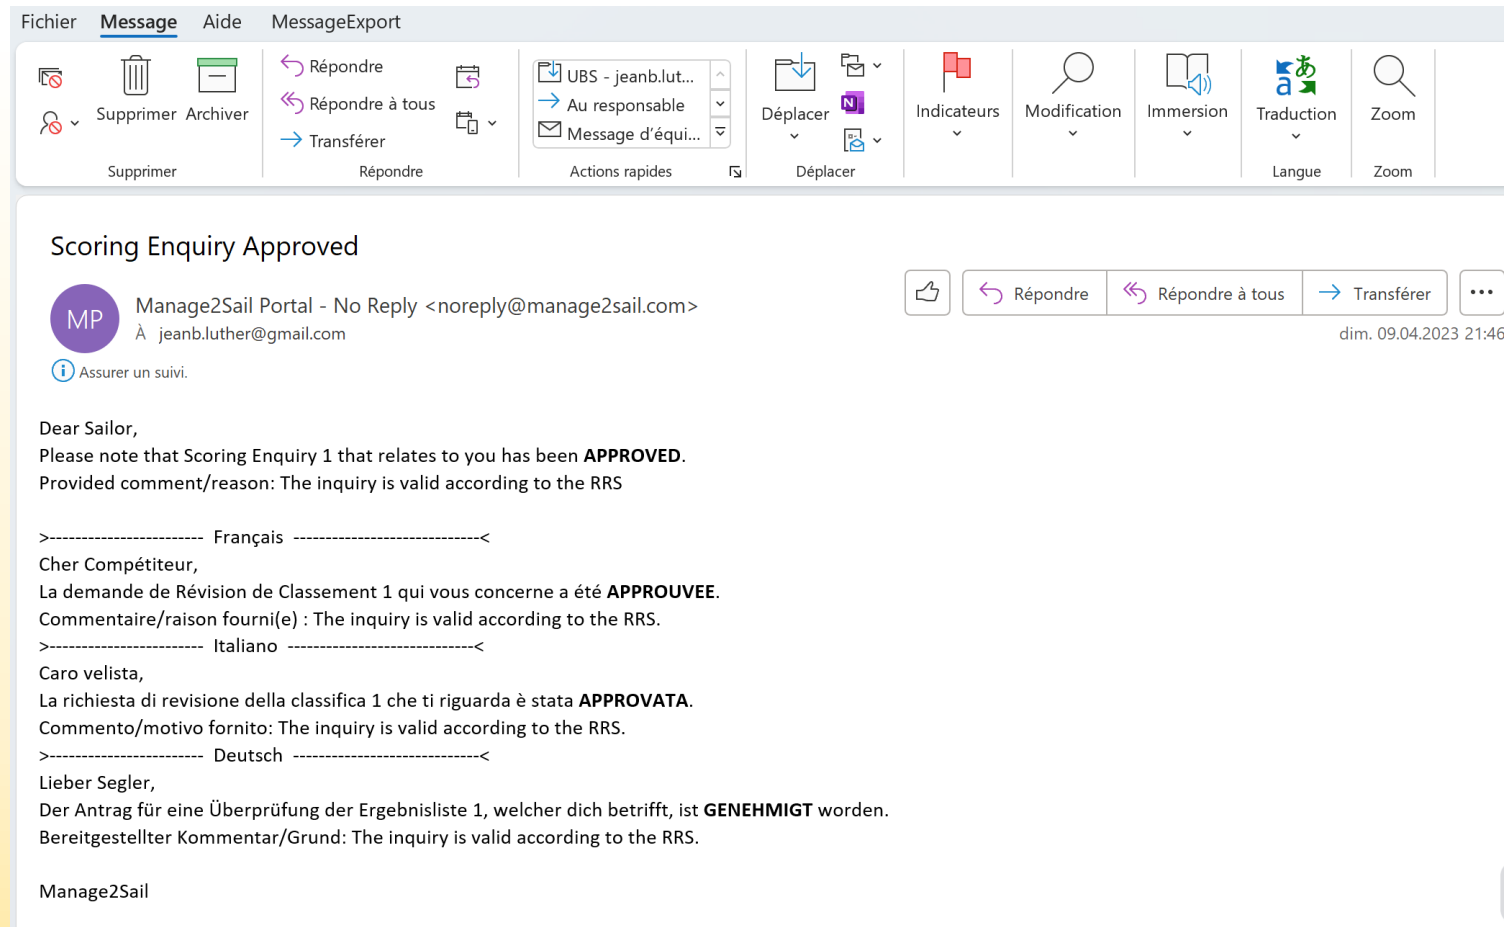 Fichier Message Aide MessageExport
Supprimer
Archiver
Supprimer
Répondre
Répondre à tous
Transférer
Répondre
UBS - jeanb.lut...
Au responsable
Message d'équi...
Actions rapides
Déplacer
N
Déplacer
Indicateurs
Modification
Immersion
あ
a
Traduction
Langue
Zoom
Zoom
Scoring Enquiry Approved
MP
Manage2Sail Portal - No Reply <noreply@manage2sail.com>
À jeanb.luther@gmail.com
Répondre Répondre à tous Transférer ...
dim. 09.04.2023 21:46
i Assurer un suivi.
Dear Sailor,
Please note that Scoring Enquiry 1 that relates to you has been APPROVED.
Provided comment/reason: The inquiry is valid according to the RRS
>------------------------ Français -----------------------------<
Cher Compétiteur,
La demande de Révision de Classement 1 qui vous concerne a été APPROUVEE.
Commentaire/raison fourni(e) : The inquiry is valid according to the RRS.
>------------------------ Italiano -----------------------------<
Caro velista,
La richiesta di revisione della classifica 1 che ti riguarda è stata APPROVATA.
Commento/motivo fornito: The inquiry is valid according to the RRS.
>------------------------ Deutsch -----------------------------<
Lieber Segler,
Der Antrag für eine Überprüfung der Ergebnisliste 1, welcher dich betrifft, ist GENEHMIGT worden.
Bereitgestellter Kommentar/Grund: The inquiry is valid according to the RRS.
Manage2Sail